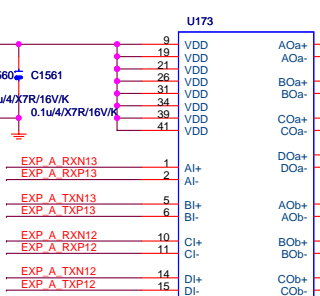 U173
9 VDD AOa+
19 VDD AOa-
21 VDD
26 VDD BOa+
31 VDD BOa-
34 VDD
39 VDD COa+
41 VDD COa-
560 C1561
u/4/X7R/16V/K
0.1u/4/X7R/16V/K
DOa+
EXP_A_RXN13 1 AI+ DOa-
EXP_A_RXP13 2 AI-
EXP_A_TXN13 5 BI+ AOb+
EXP_A_TXP13 6 BI- AOb-
EXP_A_RXN12 10 CI+ BOb+
EXP_A_RXP12 11 CI- BOb-
EXP_A_TXN12 14 DI+ COb+
EXP_A_TXP12 15 DI- COb-